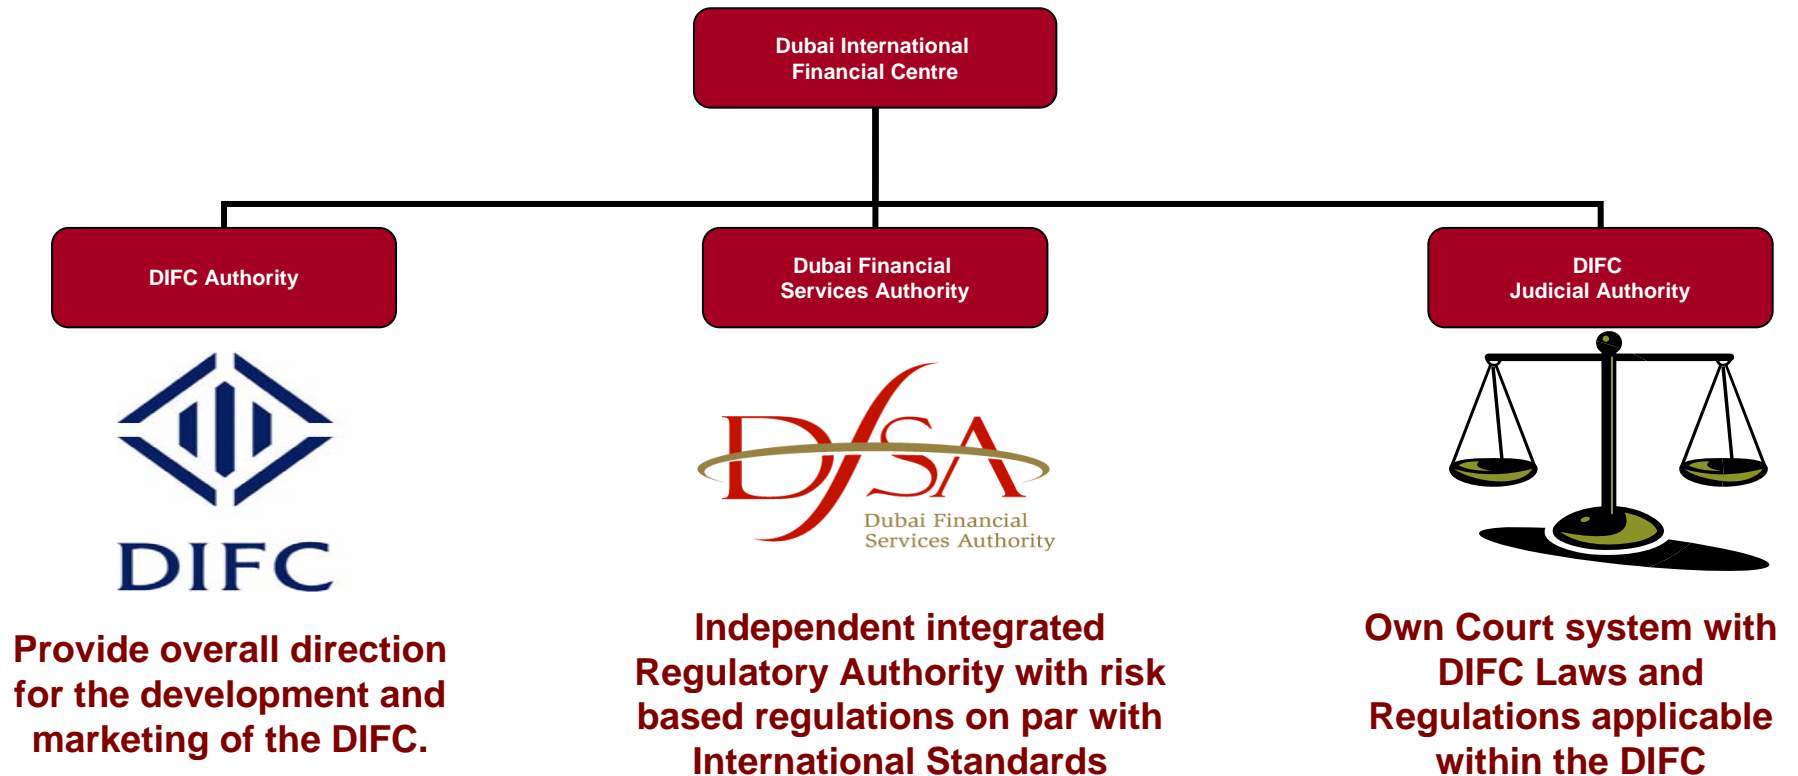 Dubai International
Financial Centre
DIFC Authority
Dubai Financial
Services Authority
DIFC
Judicial Authority
DIFC
DFSA
Dubai Financial
Services Authority
Provide overall direction
for the development and
marketing of the DIFC.
Independent integrated
Regulatory Authority with risk
based regulations on par with
International Standards
Own Court system with
DIFC Laws and
Regulations applicable
within the DIFC